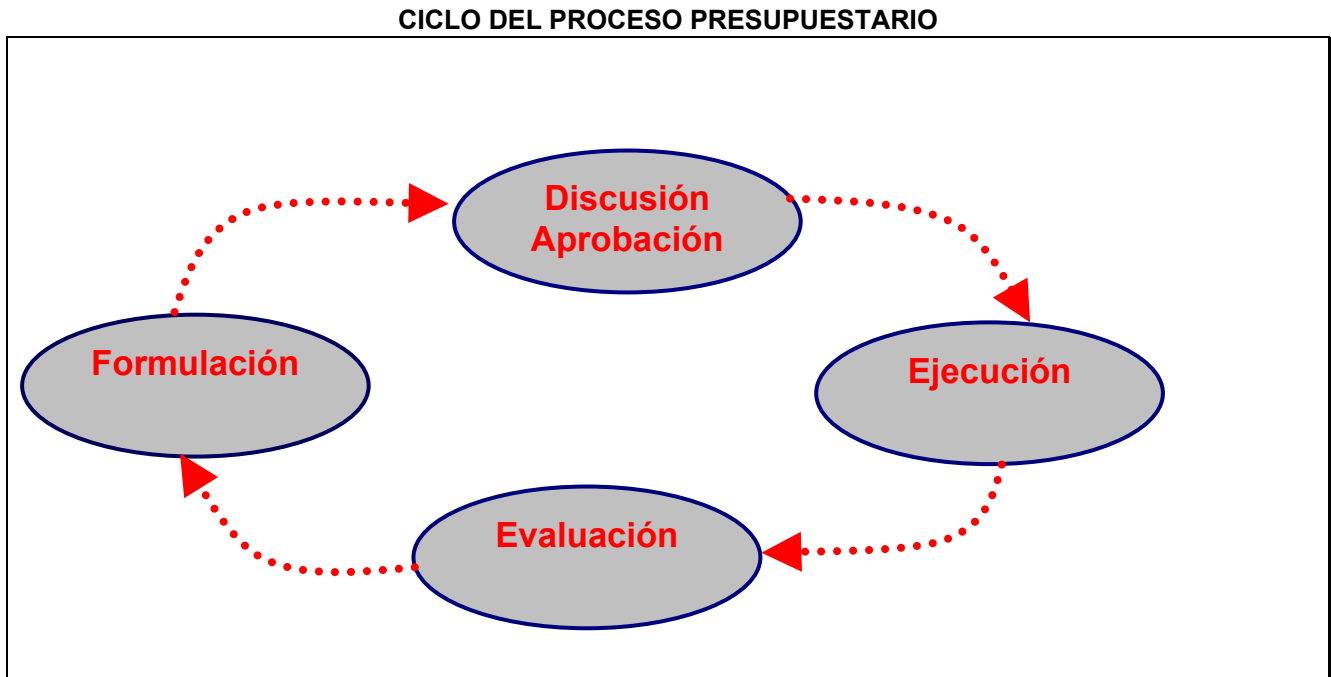 CICLO DEL PROCESO PRESUPUESTARIO
Discusión
Aprobación
Formulación
Ejecución
Evaluación